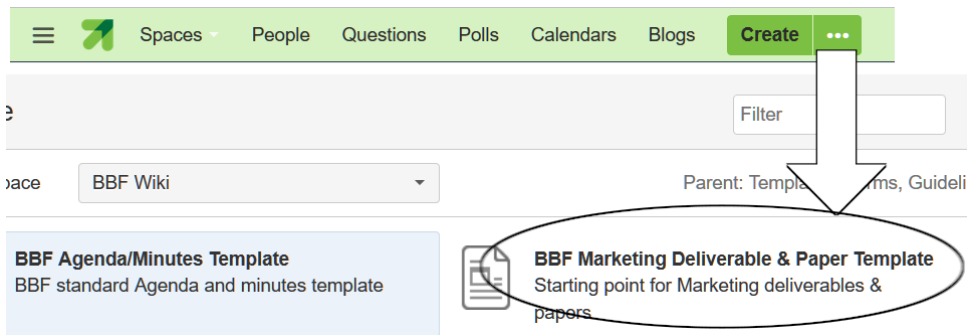 Spaces People Questions Polls Calendars Blogs Create •••
Filter
BBF Wiki
Parent:
BBF Agenda/Minutes Template
BBF standard Agenda and minutes template
BBF Marketing Deliverable & Paper Template
Starting point for Marketing deliverables &
papers